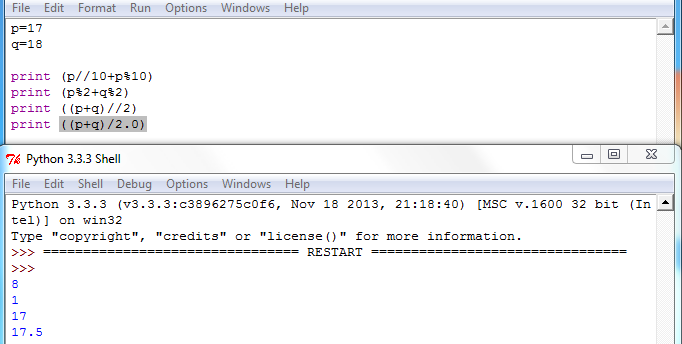 File Edit Format Run Options Windows Help
p=17
q=18
print (p//10+p%10)
print (p%2+q%2)
print ((p+q)//2)
print ((p+q)/2.0)
Python 3.3.3 Shell
File Edit Shell Debug Options Windows Help
Python 3.3.3 (v3.3.3:c3896275c0f6, Nov 18 2013, 21:18:40) [MSC v.1600 32 bit (In
tel)] on win32
Type "copyright", "credits" or "license()" for more information.
>>> ================================ RESTART ================================
>>>
8
1
17
17.5